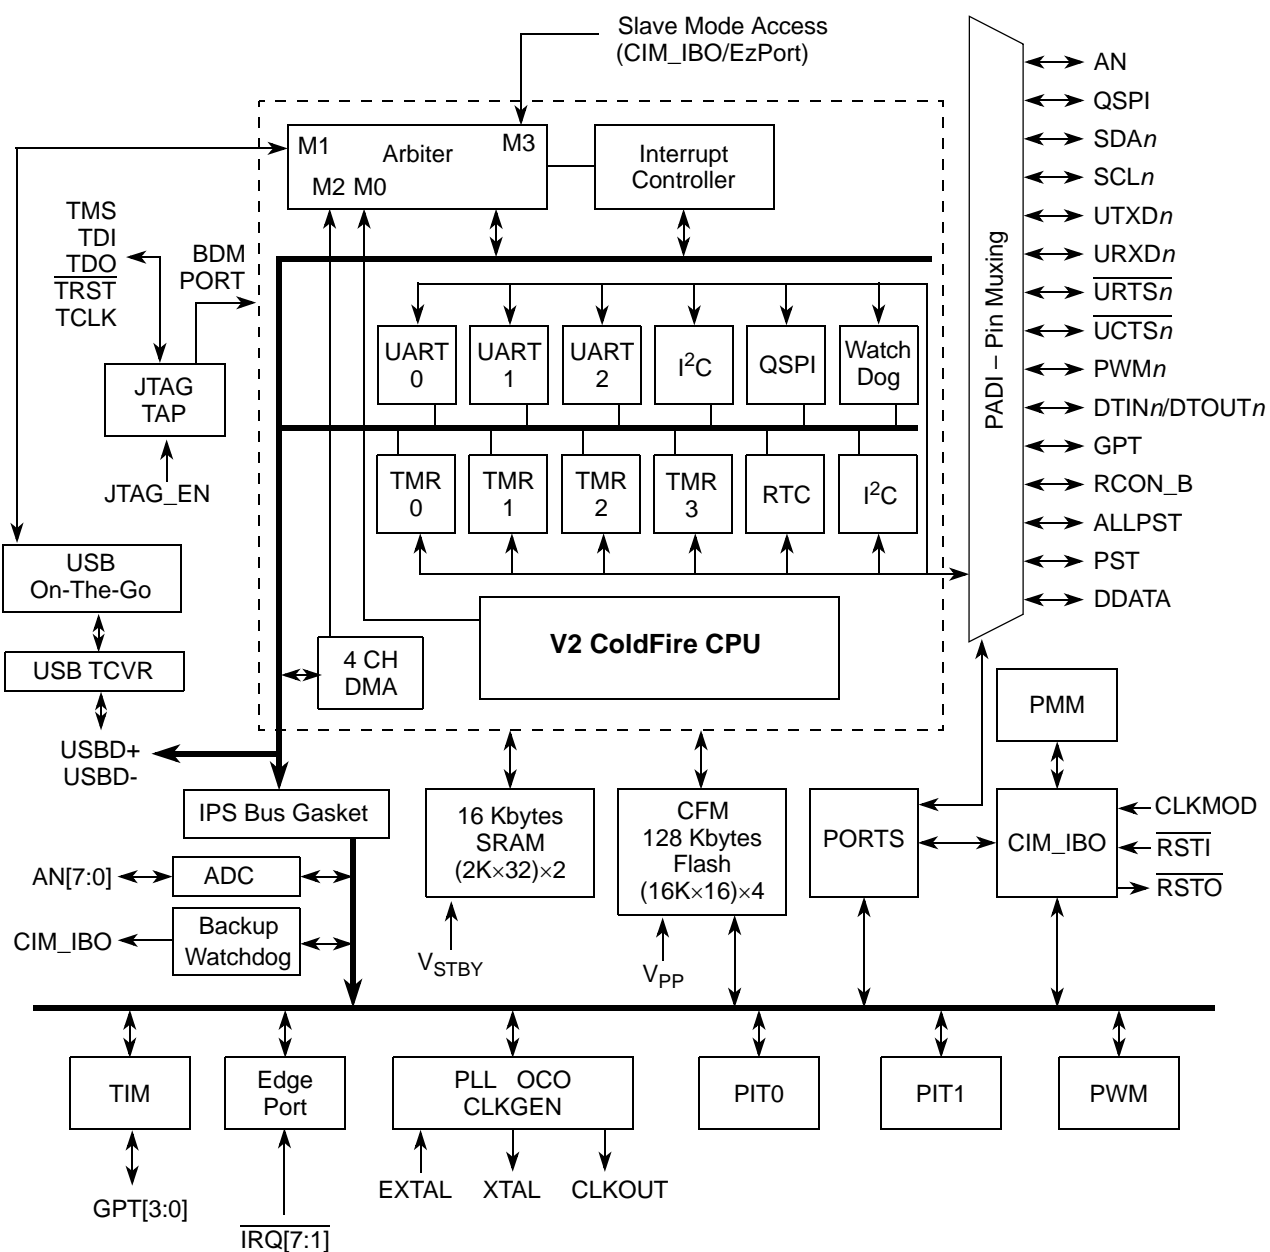 Slave Mode Access
(CIM_IBO/EzPort)
M1
Arbiter
M3
M2 M0
Interrupt
Controller
TMS
TDI
TDO
TRST
TCLK
BDM
PORT
UART
0
UART
1
UART
2
I²C
QSPI
Watch
Dog
JTAG
TAP
JTAG_EN
TMR
0
TMR
1
TMR
2
TMR
3
RTC
I²C
USB
On-The-Go
USB TCVR
USBD+
USBD-
4 CH
DMA
V2 ColdFire CPU
PADI – Pin Muxing
AN
QSPI
SDAn
SCLn
UTXDn
URXDn
URTSn
UCTSn
PWMn
DTINn/DTOUTn
GPT
RCON_B
ALLPST
PST
DDATA
PMM
IPS Bus Gasket
16 Kbytes
SRAM
(2K×32)×2
CFM
128 Kbytes
Flash
(16K×16)×4
PORTS
CIM_IBO
CLKMOD
RSTI
RSTO
AN[7:0]
ADC
CIM_IBO
Backup
Watchdog
VSTBY
VPP
TIM
Edge
Port
PLL OCO
CLKGEN
PIT0
PIT1
PWM
GPT[3:0]
IRQ[7:1]
EXTAL
XTAL
CLKOUT